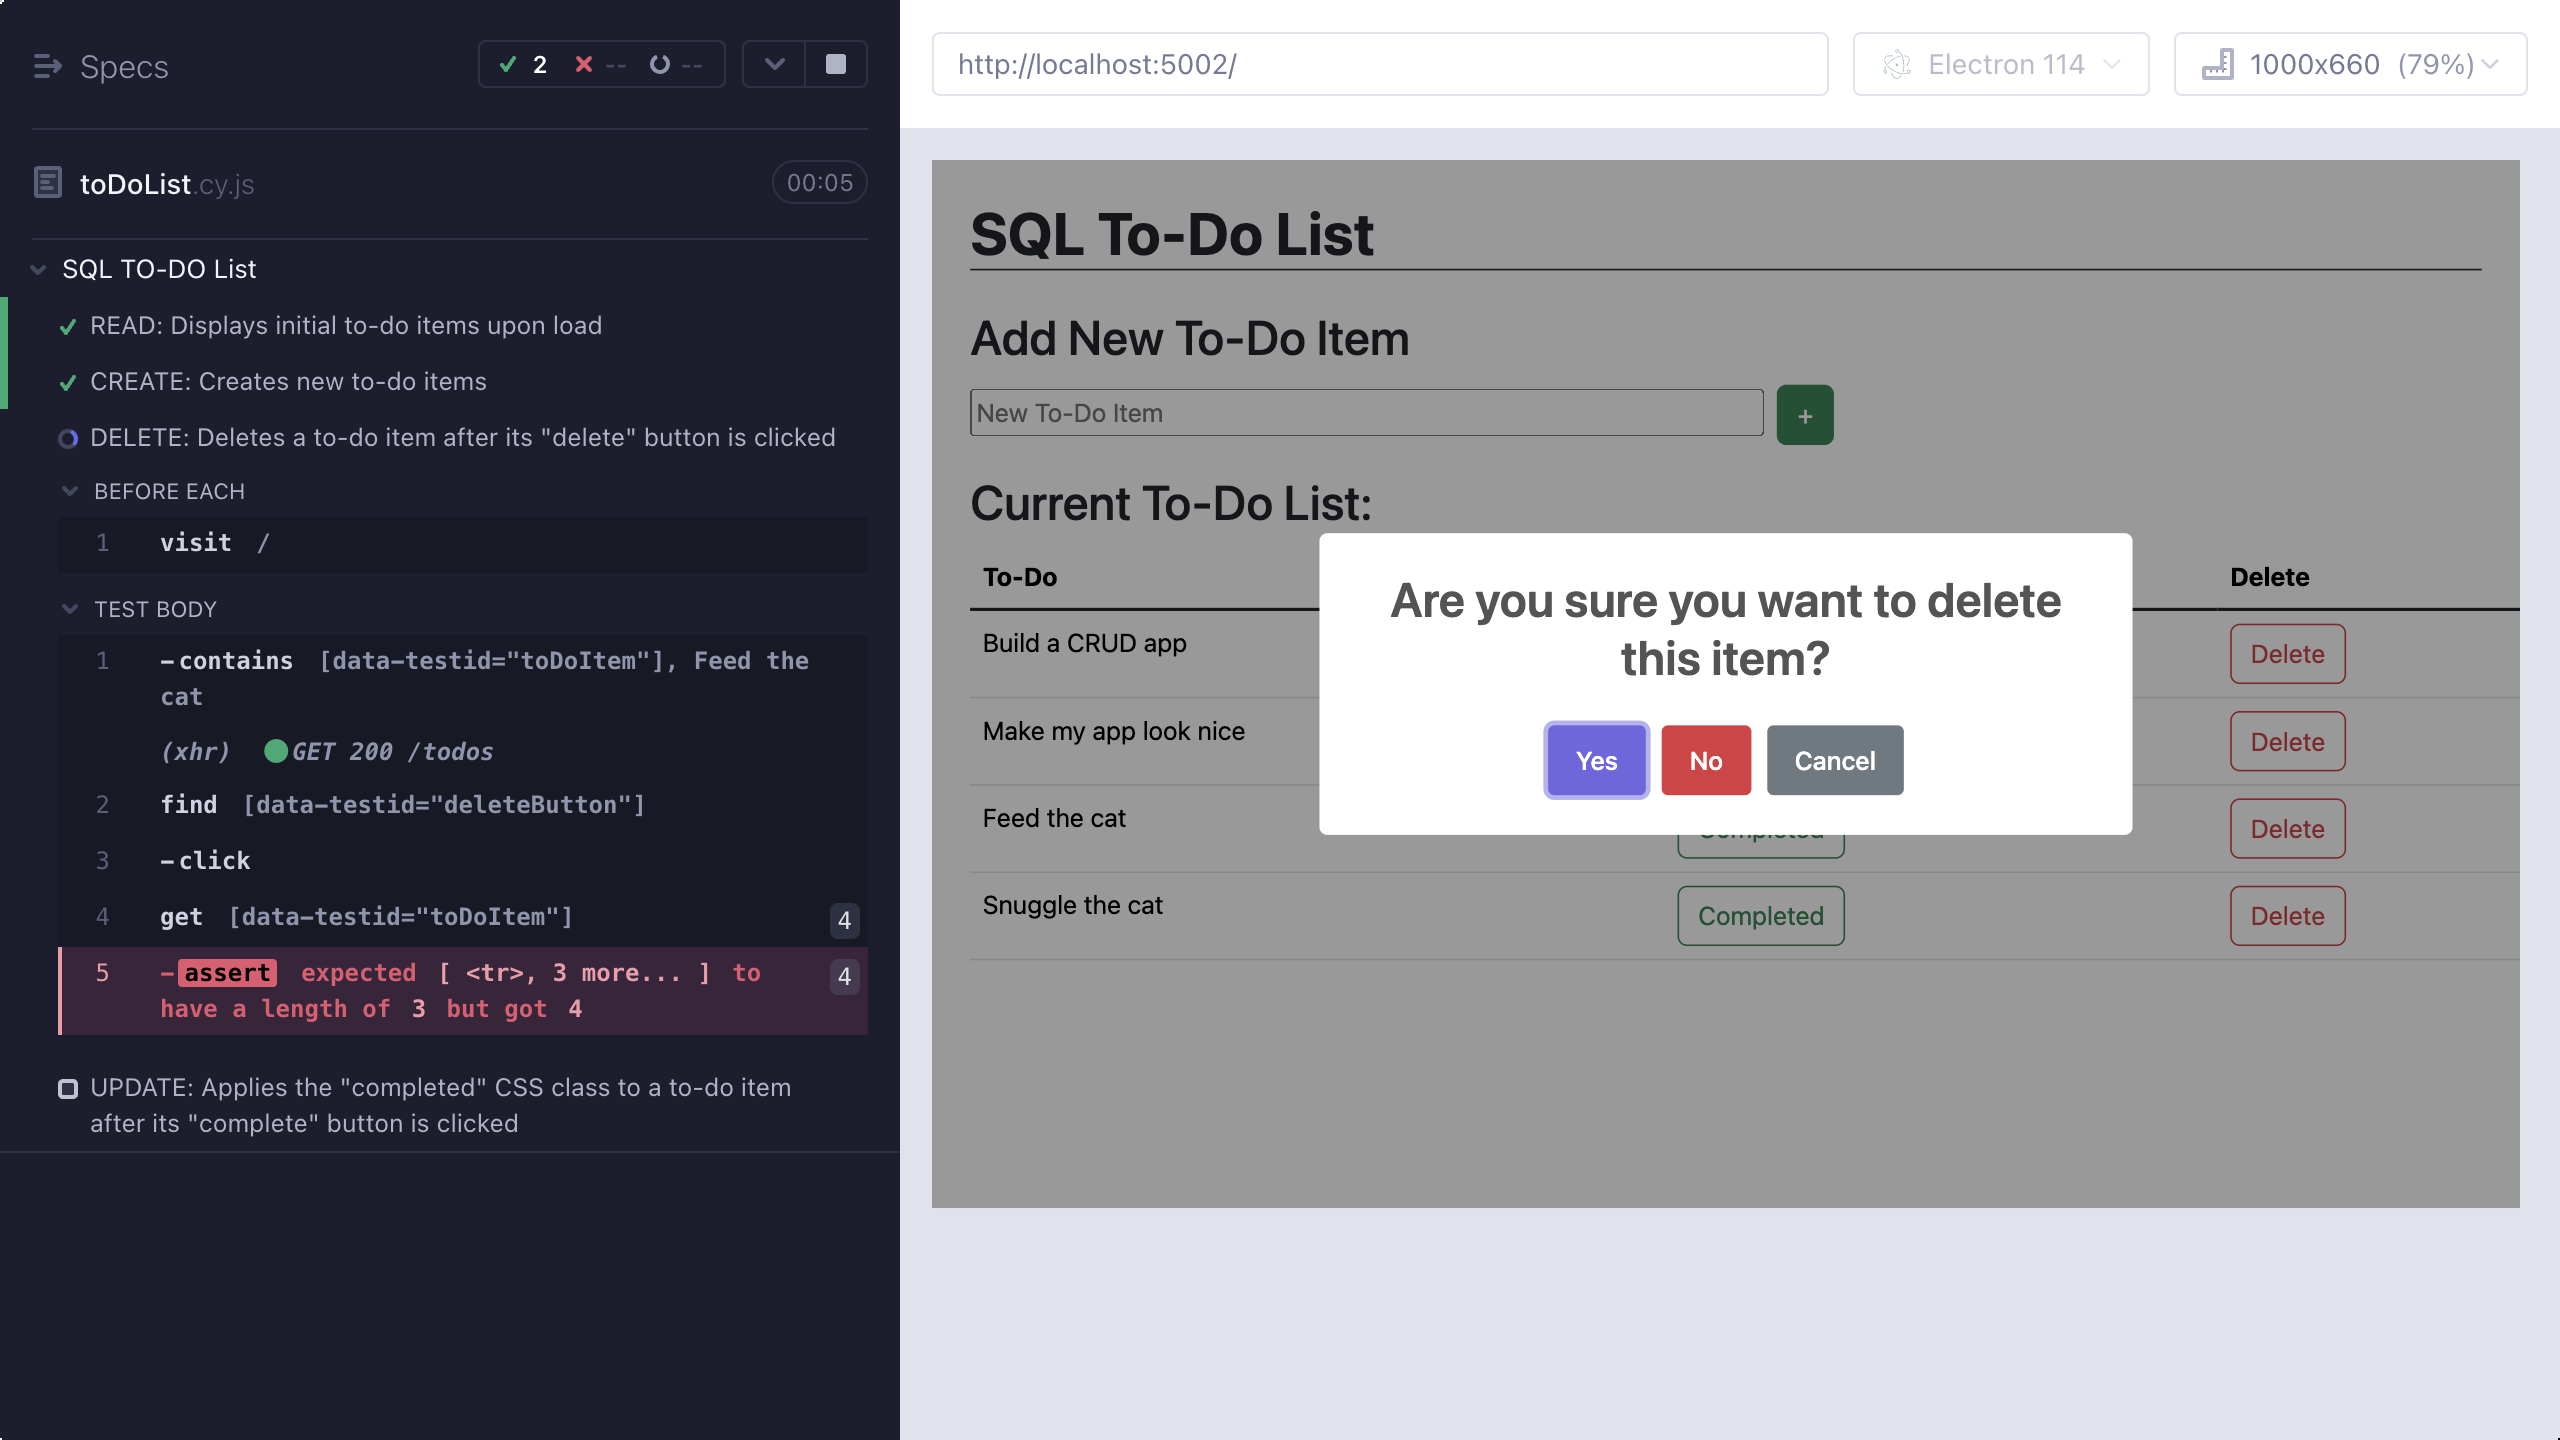 Specs
2 -- --
toDoList.cy.js 00:05
SQL TO-DO List
READ: Displays initial to-do items upon load
CREATE: Creates new to-do items
DELETE: Deletes a to-do item after its "delete" button is clicked
BEFORE EACH
1 visit /
TEST BODY
1 -contains [data-testid="toDoItem"], Feed the
cat
(xhr) GET 200 /todos
2 find [data-testid="deleteButton"]
3 -click
4 get [data-testid="toDoItem"] 4
5 -assert expected [ <tr>, 3 more... ] to 4
have a length of 3 but got 4
UPDATE: Applies the "completed" CSS class to a to-do item
after its "complete" button is clicked
http://localhost:5002/ Electron 114 1000x660 (79%)
SQL To-Do List
Add New To-Do Item
New To-Do Item +
Current To-Do List:
To-Do Delete
Build a CRUD app Delete
Make my app look nice Delete
Feed the cat Completed Delete
Snuggle the cat Completed Delete
Are you sure you want to delete
this item?
Yes No Cancel